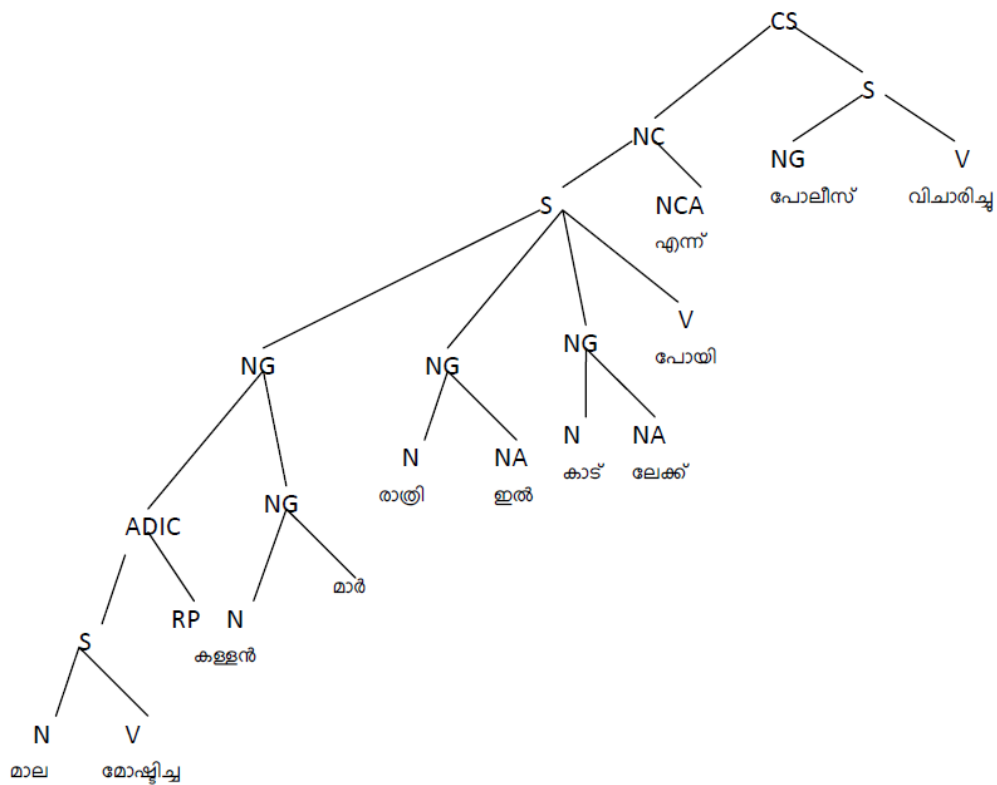 CS
S
NC
NG V
പോലീസ് വിചാരിച്ചു
S NCA
എന്ന്
V
NG NG NG പോയി
N NA
N NA കാട് ലേക്ക്
രാത്രി ഇൽ
NG
ADIC
മാർ
RP N
കള്ളൻ
S
N V
മാല മോഷ്ടിച്ച